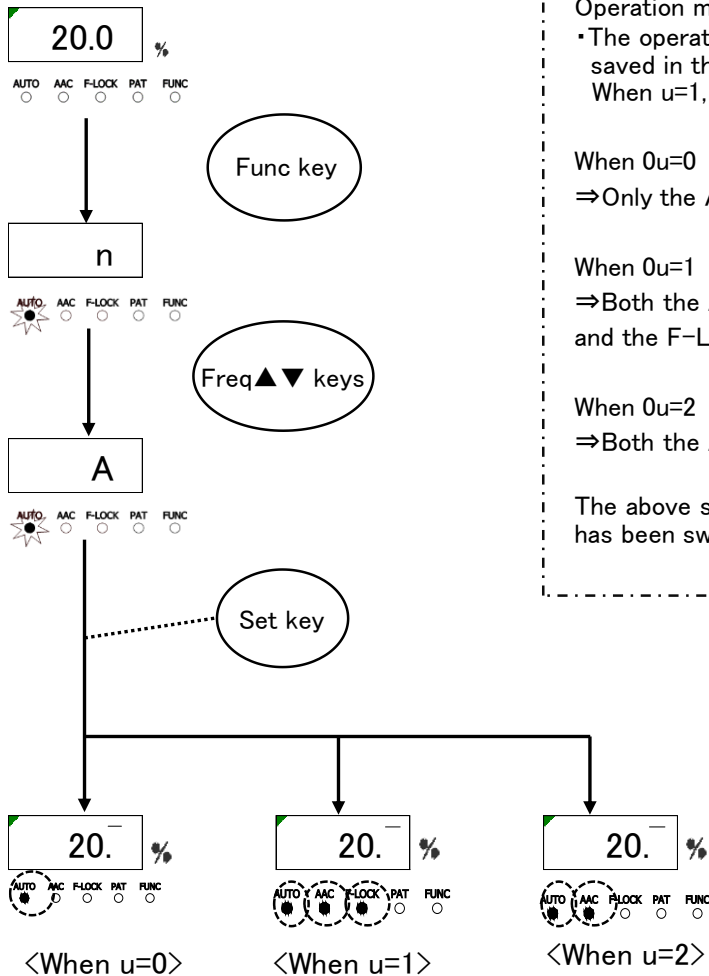 20.0 %
AUTO AAC F-LOCK PAT FUNC
Func key
n
AUTO AAC F-LOCK PAT FUNC
Freq▲▼ keys
A
AUTO AAC F-LOCK PAT FUNC
Set key
20.¯ %
AUTO AAC F-LOCK PAT FUNC
<When u=0>
20.¯ %
AUTO AAC F-LOCK PAT FUNC
<When u=1>
20.¯ %
AUTO AAC F-LOCK PAT FUNC
<When u=2>
Operation
・The
saved in
When u=1,
When 0u=0
⇒Only the
When 0u=1
⇒Both the
and the
When 0u=2
⇒Both the
The above
has been